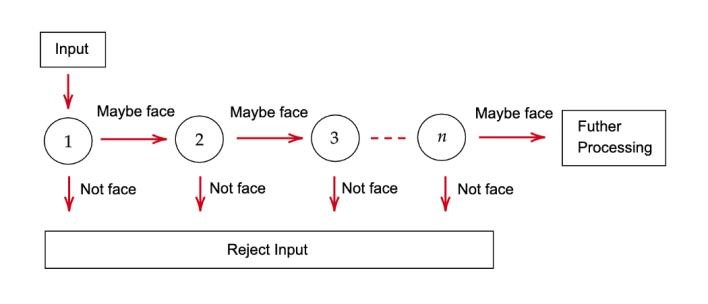 Input
Maybe face
Maybe face
Maybe face
1
2
3
n
Futher
Processing
Not face
Not face
Not face
Not face
Reject Input